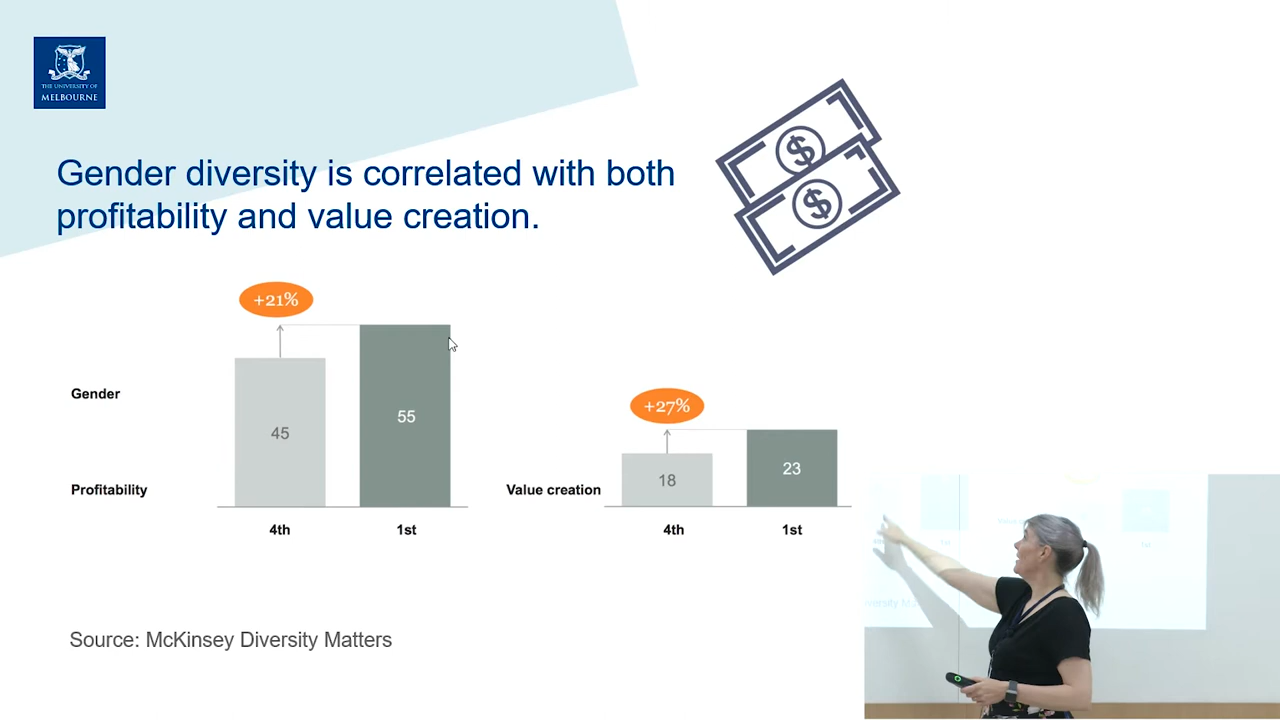 THE UNIVERSITY OF
MELBOURNE
Gender diversity is correlated with both
profitability and value creation.
$
$
+21%
Gender
45
55
Profitability
4th
1st
+27%
18
23
Value creation
4th
1st
Source: McKinsey Diversity Matters